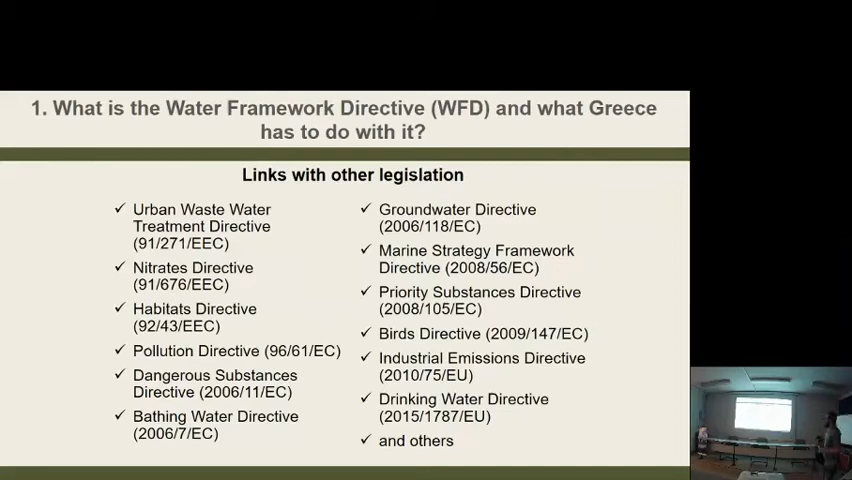 1. What is the Water Framework Directive (WFD) and what Greece
has to do with it?
Links with other legislation
✓ Urban Waste Water
Treatment Directive
(91/271/EEC)
✓ Nitrates Directive
(91/676/EEC)
✓ Habitats Directive
(92/43/EEC)
✓ Pollution Directive (96/61/EC)
✓ Dangerous Substances
Directive (2006/11/EC)
✓ Bathing Water Directive
(2006/7/EC)
✓ Groundwater Directive
(2006/118/EC)
✓ Marine Strategy Framework
Directive (2008/56/EC)
✓ Priority Substances Directive
(2008/105/EC)
✓ Birds Directive (2009/147/EC)
✓ Industrial Emissions Directive
(2010/75/EU)
✓ Drinking Water Directive
(2015/1787/EU)
✓ and others